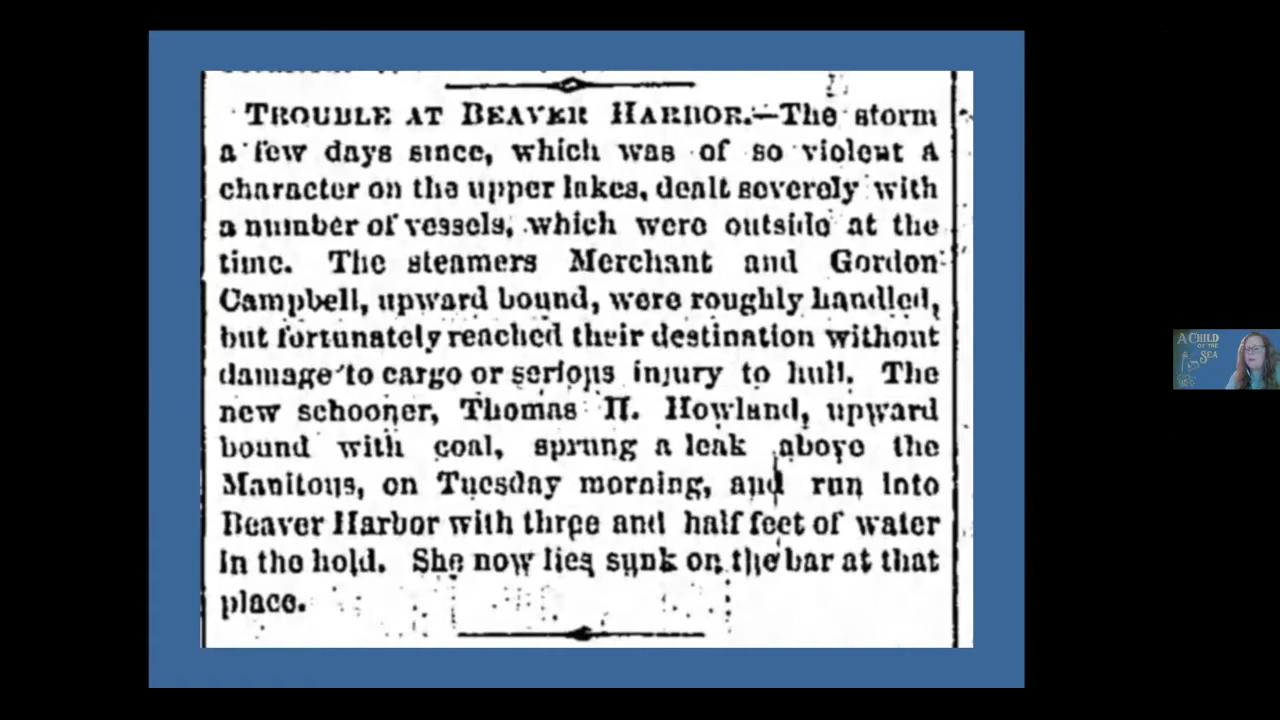 TROUBLE AT BEAVER HARBOR.—The storm
a few days since, which was of so violent a
character on the upper lakes, dealt severely with
a number of vessels, which were outside at the
time. The steamers Merchant and Gordon
Campbell, upward bound, were roughly handled,
but fortunately reached their destination without
damage to cargo or serious injury to hull. The
new schooner, Thomas H. Howland, upward
bound with coal, sprung a leak above the
Manitous, on Tuesday morning, and run into
Beaver Harbor with three and half feet of water
in the hold. She now lies sunk on the bar at that
place.
A CHILD
OF THE
SEA